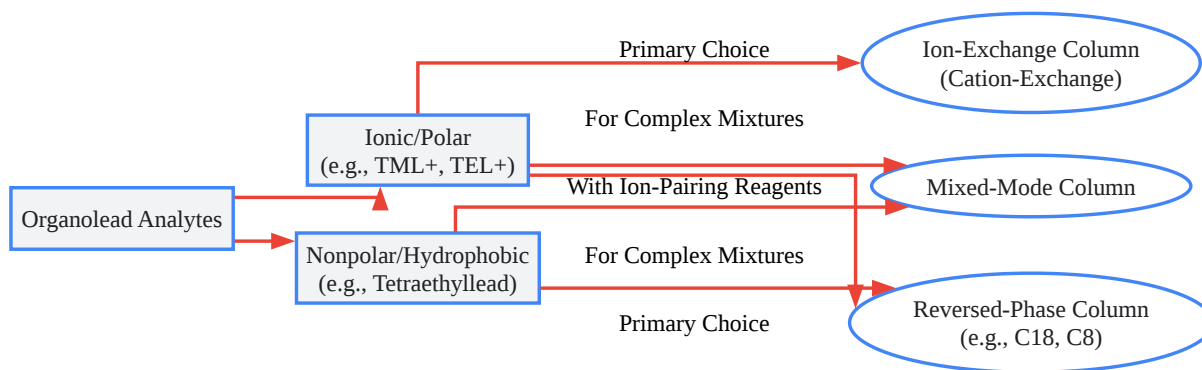 Primary Choice
Ion-Exchange Column
(Cation-Exchange)
For Complex Mixtures
Ionic/Polar
(e.g., TML+, TEL+)
With Ion-Pairing Reagents
Mixed-Mode Column
Organolead Analytes
Nonpolar/Hydrophobic
(e.g., Tetraethyllead)
For Complex Mixtures
Primary Choice
Reversed-Phase Column
(e.g., C18, C8)